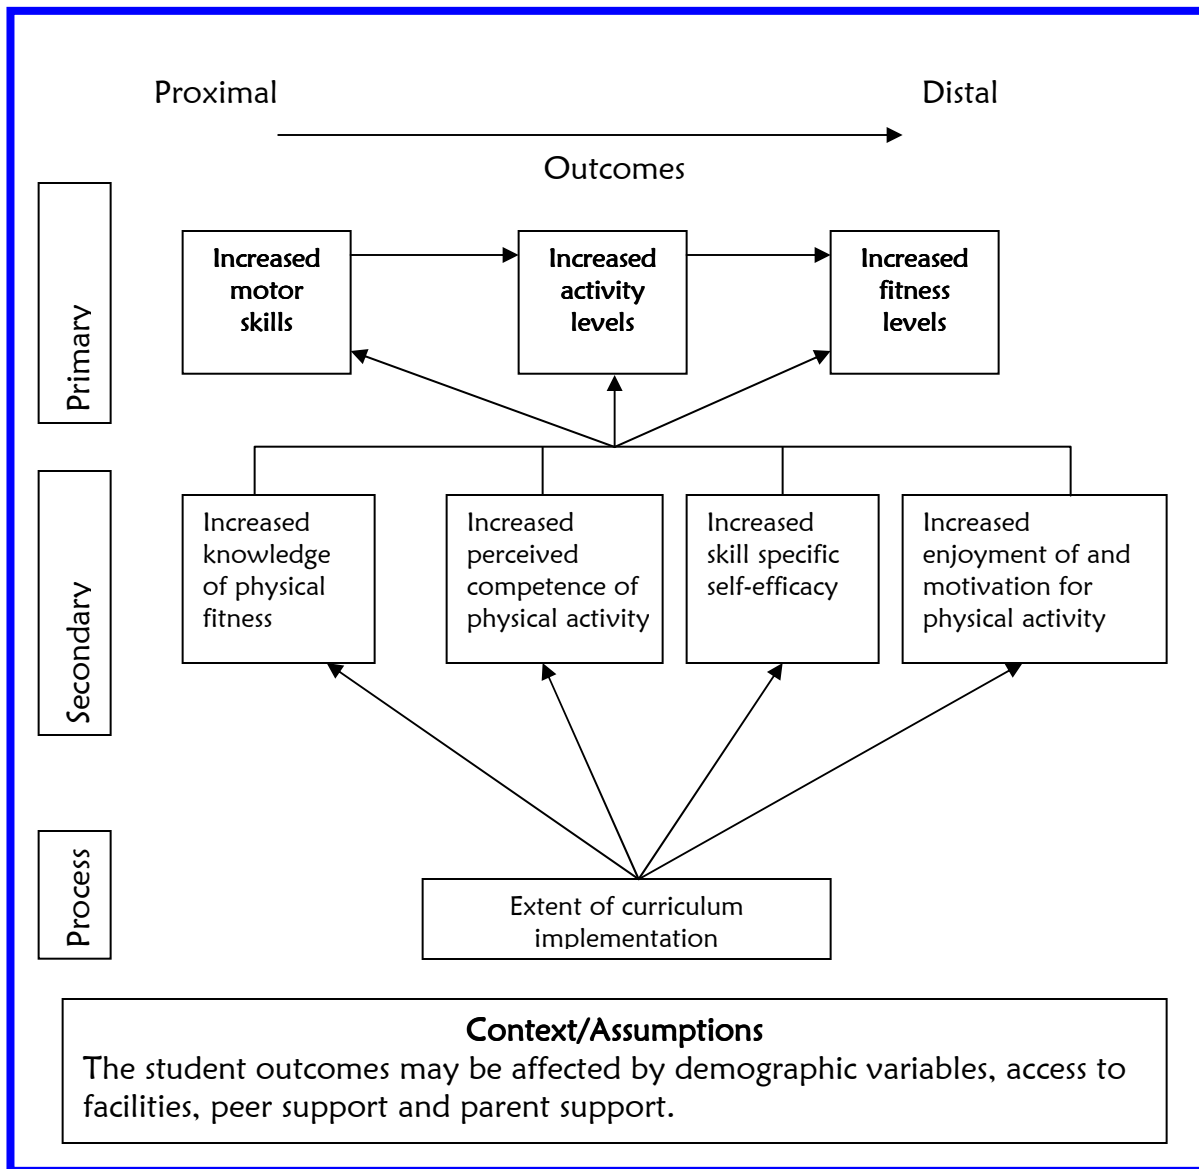 Proximal
Distal
Outcomes
Primary
Increased
motor
skills
Increased
activity
levels
Increased
fitness
levels
Secondary
Increased
knowledge
of physical
fitness
Increased
perceived
competence of
physical activity
Increased
skill specific
self-efficacy
Increased
enjoyment of and
motivation for
physical activity
Process
Extent of curriculum
implementation
Context/Assumptions
The student outcomes may be affected by demographic variables, access to
facilities, peer support and parent support.